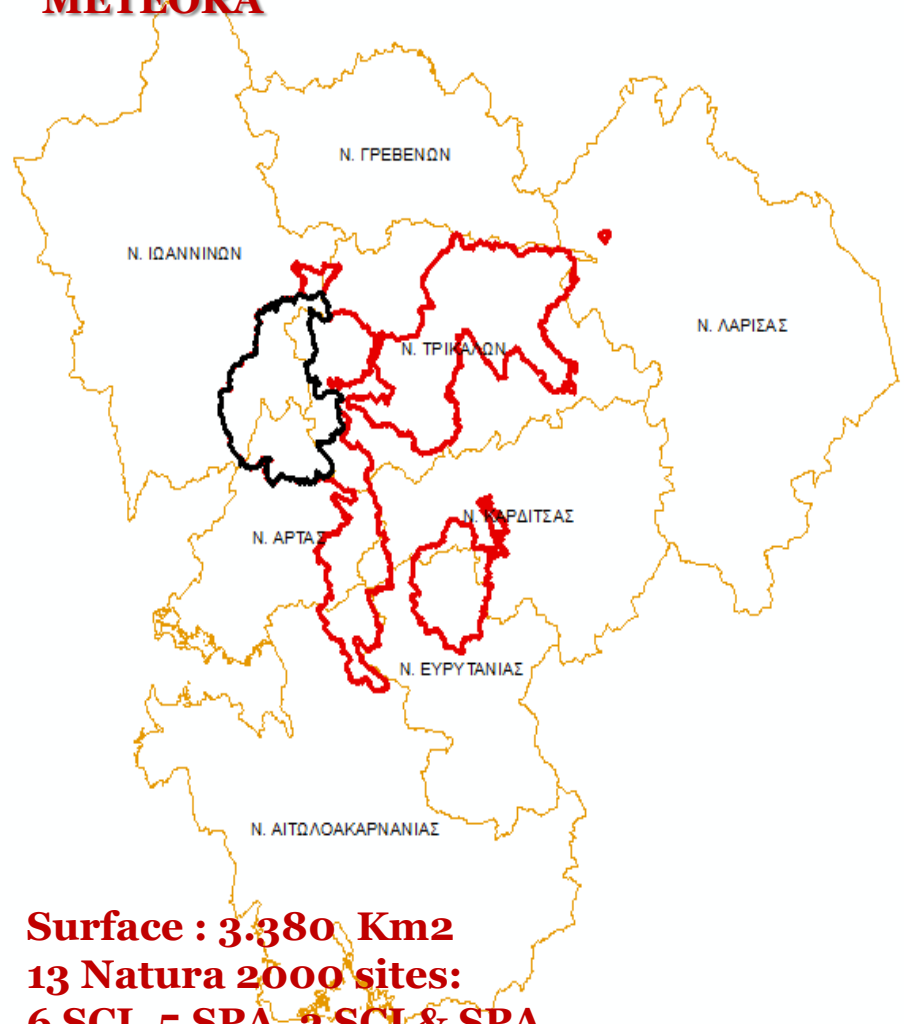 METEORA
Ν. ΓΡΕΒΕΝΩΝ
Ν. ΙΩΑΝΝΙΝΩΝ
Ν. ΛΑΡΙΣΑΣ
Ν. ΤΡΙΚΑΛΩΝ
Ν. ΚΑΡΔΙΤΣΑΣ
Ν. ΑΡΤΑΣ
Ν. ΕΥΡΥΤΑΝΙΑΣ
Ν. ΑΙΤΩΛΟΑΚΑΡΝΑΝΙΑΣ
Surface : 3.380 Km2
13 Natura 2000 sites:
6 SCI, 5 SPA, 2 SCI & SPA